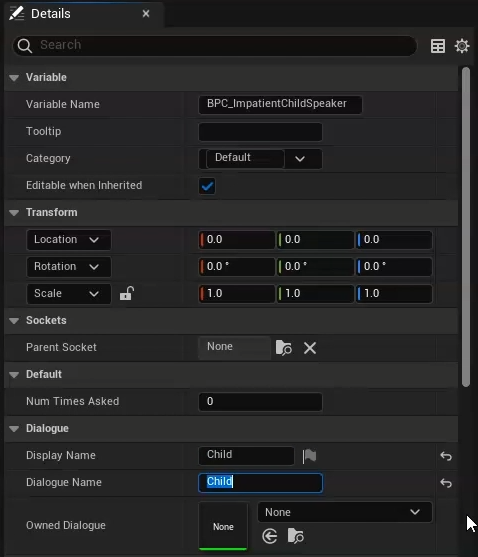 Details
Search
Variable
Variable Name BPC_ImpatientChildSpeaker
Tooltip
Category Default
Editable when Inherited
Transform
Location 0.0 0.0 0.0
Rotation 0.0 ° 0.0 ° 0.0 °
Scale 1.0 1.0 1.0
Sockets
Parent Socket None
Default
Num Times Asked 0
Dialogue
Display Name Child
Dialogue Name Child
Owned Dialogue None None